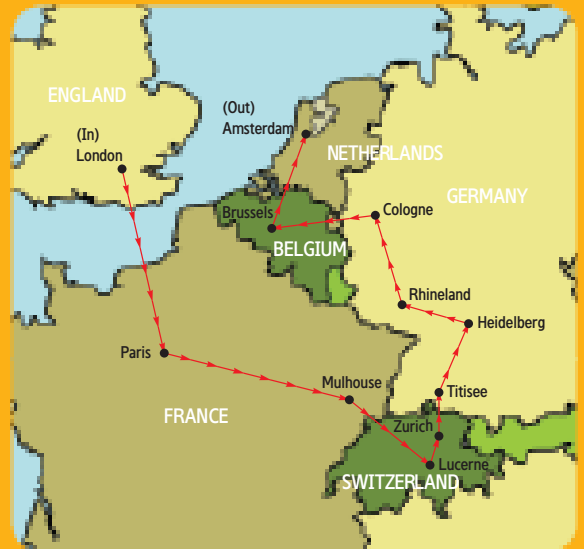 ENGLAND
(In)
London
(Out)
Amsterdam
NETHERLANDS
GERMANY
Brussels
Cologne
BELGIUM
Rhineland
Heidelberg
Paris
Mulhouse
Titisee
FRANCE
Zurich
Lucerne
SWITZERLAND